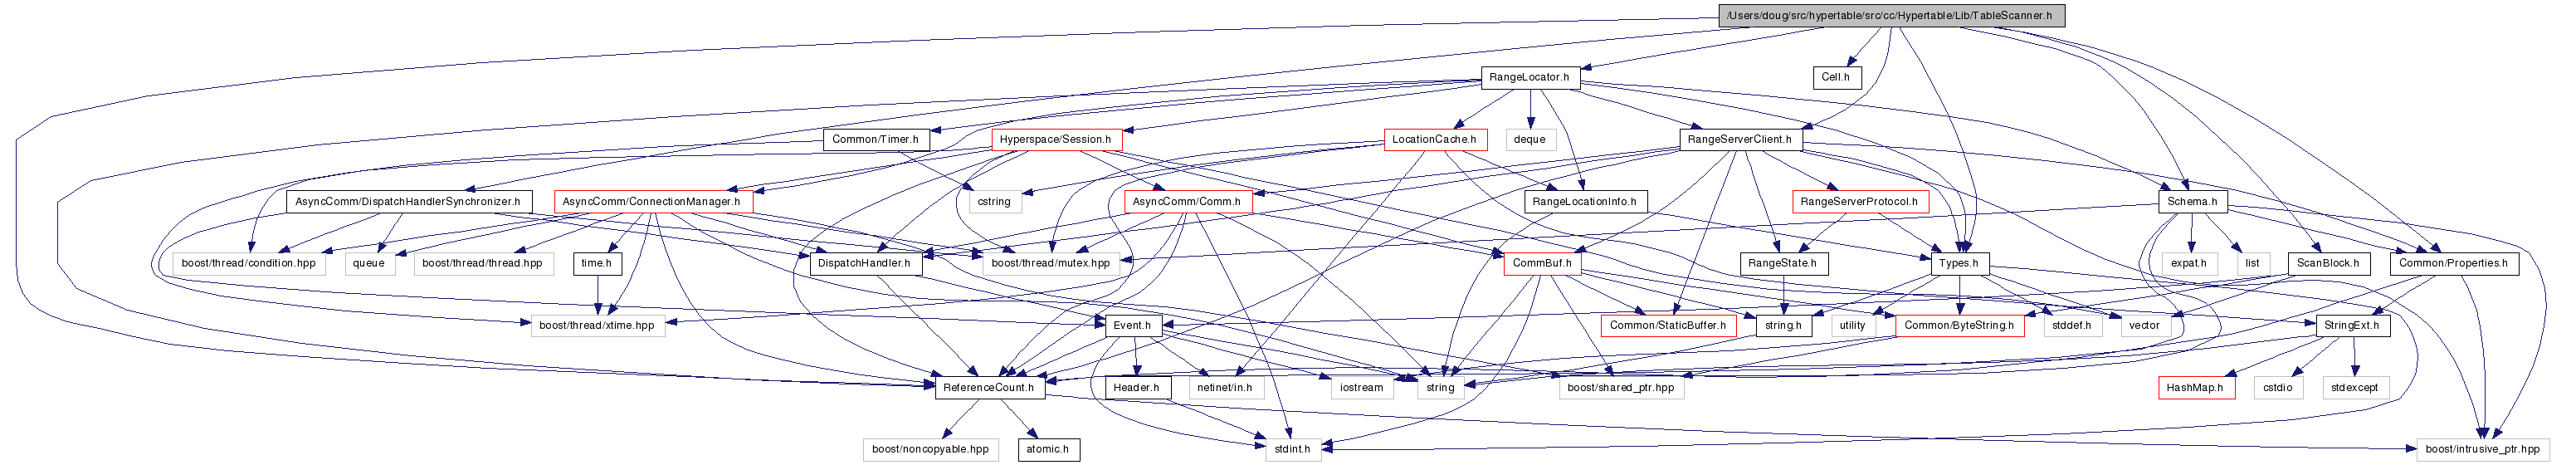 /Users/doug/src/hypertable/src/cc/Hypertable/Lib/TableScanner.h
RangeLocator.h
Cell.h
Common/Timer.h
Hyperspace/Session.h
LocationCache.h
deque
RangeServerClient.h
AsyncComm/DispatchHandlerSynchronizer.h
AsyncComm/ConnectionManager.h
cstring
AsyncComm/Comm.h
RangeLocationInfo.h
RangeServerProtocol.h
Schema.h
boost/thread/condition.hpp
queue
boost/thread/thread.hpp
time.h
DispatchHandler.h
boost/thread/mutex.hpp
CommBuf.h
RangeState.h
Types.h
expat.h
list
ScanBlock.h
Common/Properties.h
boost/thread/xtime.hpp
Event.h
Common/StaticBuffer.h
string.h
utility
Common/ByteString.h
stddef.h
vector
StringExt.h
ReferenceCount.h
Header.h
netinet/in.h
iostream
string
boost/shared_ptr.hpp
HashMap.h
cstdio
stdexcept
boost/noncopyable.hpp
atomic.h
stdint.h
boost/intrusive_ptr.hpp